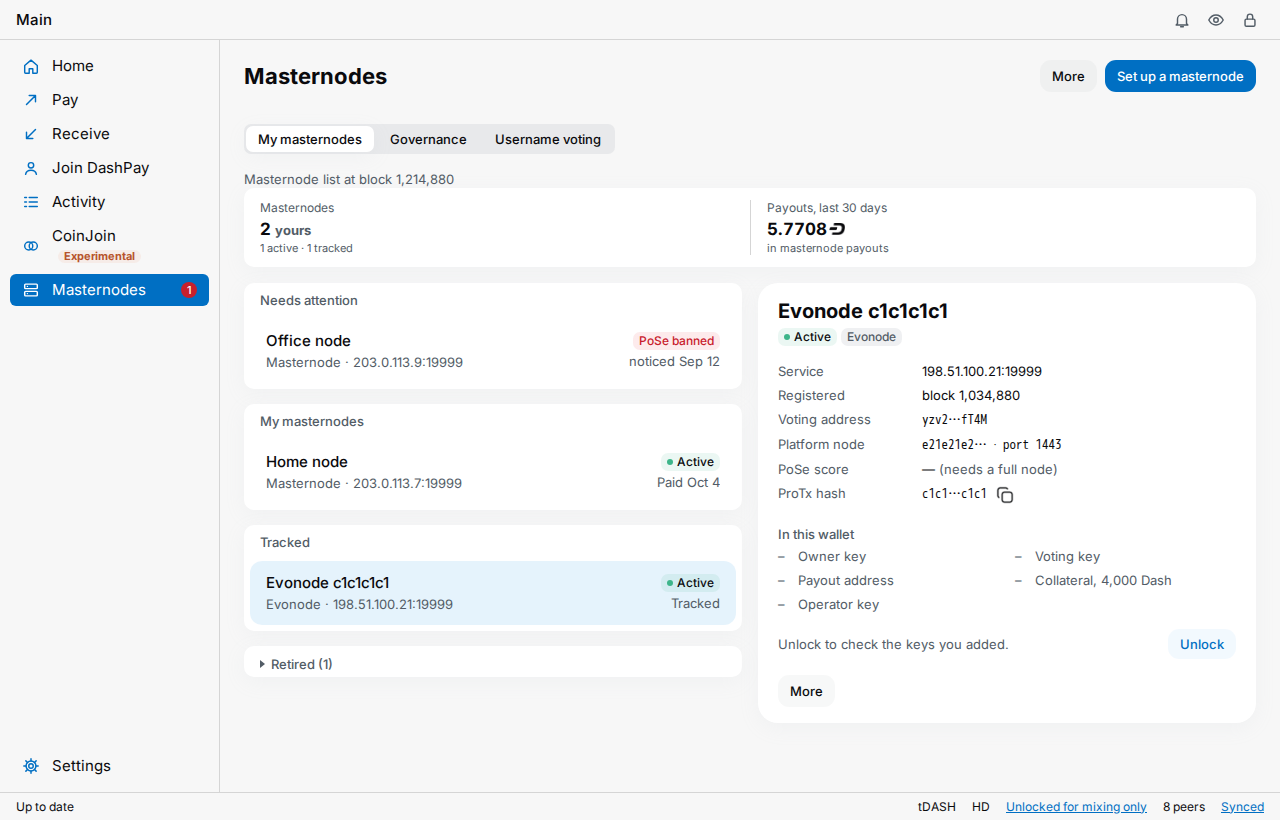 Main
Home
Pay
Receive
Join DashPay
Activity
CoinJoin
Experimental
Masternodes 1
Settings
Masternodes
More
Set up a masternode
My masternodes Governance Username voting
Masternode list at block 1,214,880
Masternodes
2 yours
1 active · 1 tracked
Payouts, last 30 days
5.7708
in masternode payouts
Needs attention
Office node PoSe banned
Masternode · 203.0.113.9:19999 noticed Sep 12
My masternodes
Home node Active
Masternode · 203.0.113.7:19999 Paid Oct 4
Tracked
Evonode c1c1c1c1 Active
Evonode · 198.51.100.21:19999 Tracked
Retired (1)
Evonode c1c1c1c1
Active Evonode
Service 198.51.100.21:19999
Registered block 1,034,880
Voting address yzv2···fT4M
Platform node e21e21e2··· · port 1443
PoSe score — (needs a full node)
ProTx hash c1c1···c1c1
In this wallet
– Owner key – Voting key
– Payout address – Collateral, 4,000 Dash
– Operator key
Unlock to check the keys you added. Unlock
More
Up to date
tDASH HD Unlocked for mixing only 8 peers Synced